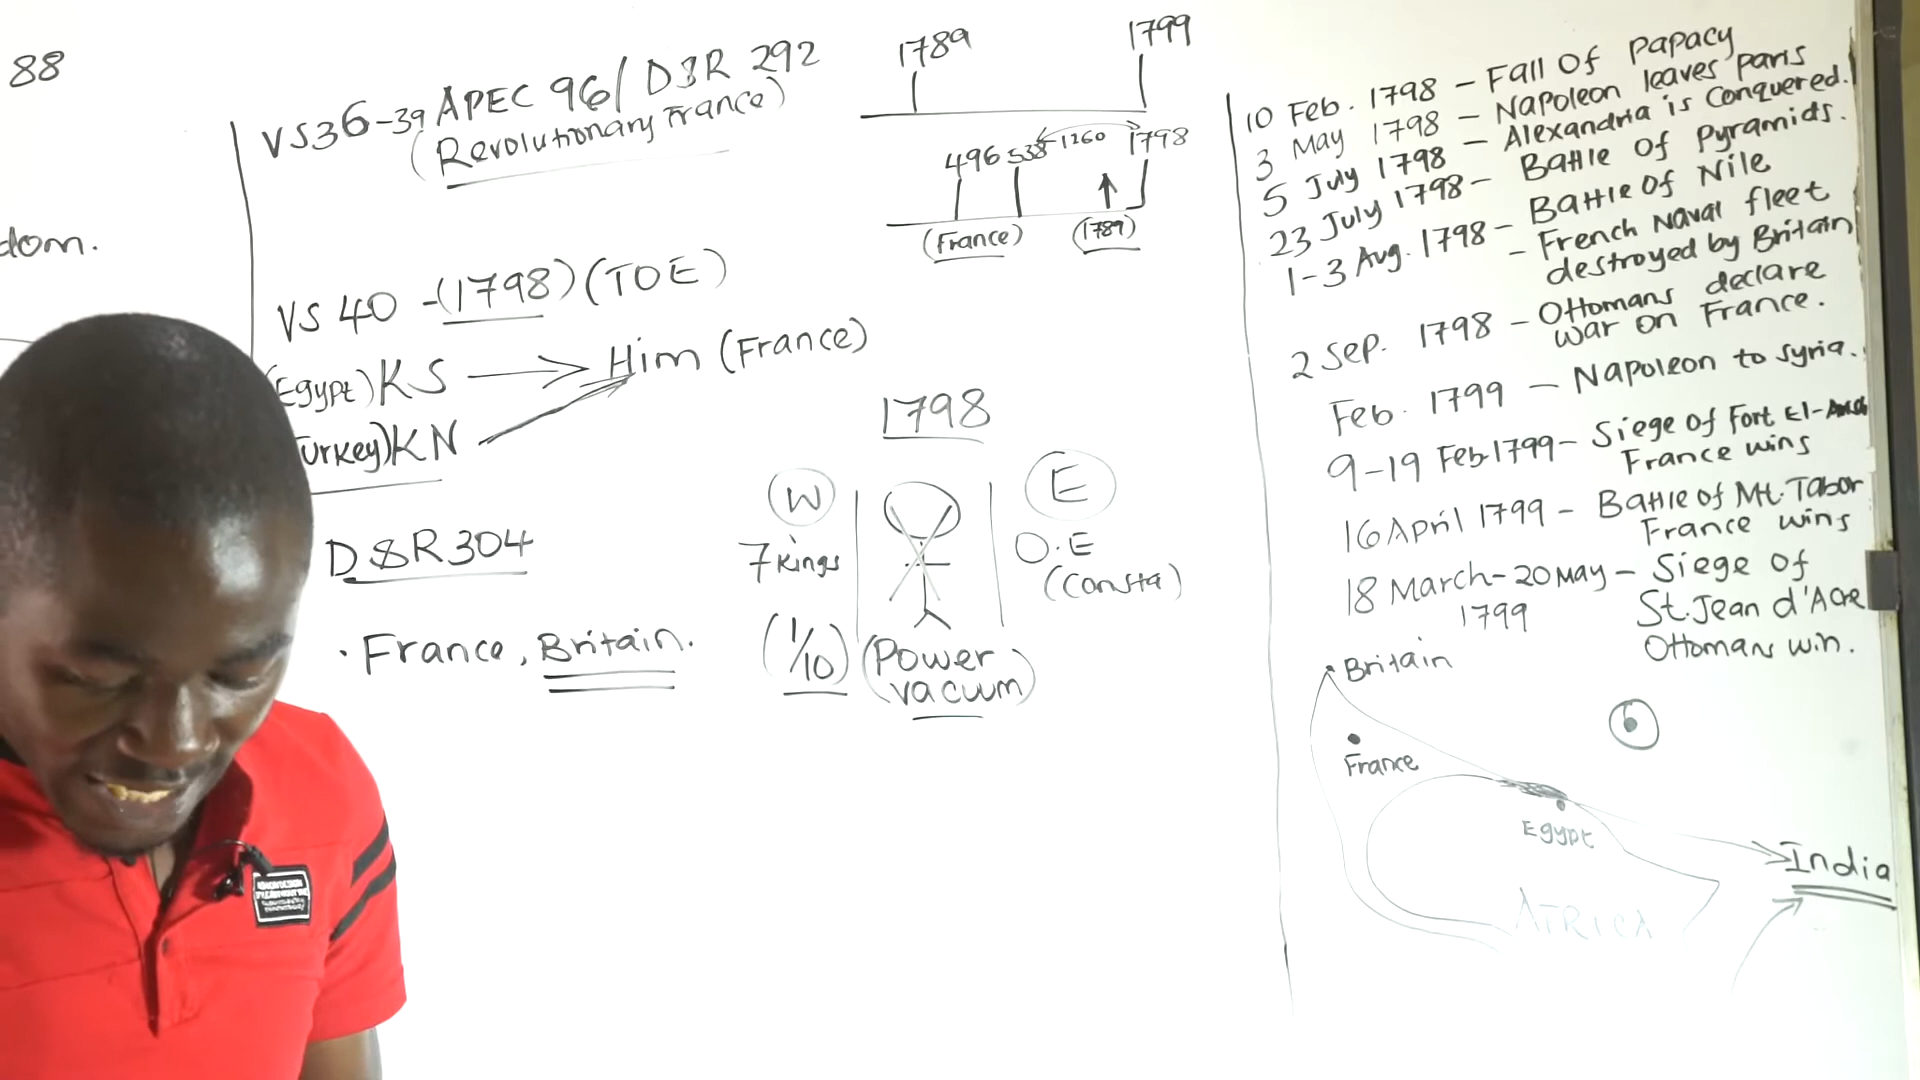 88
dom.
VS36-39 APEC 96/ D&R 292
(Revolutionary France)
VS 40 -(1798)(TOE)
(Egypt)KS → Him (France)
KN
D&R304
· France, Britain.
1789
1799
496 538 1260 1798
(France)
(1789)
1798
W
E
7 kings
O.E
(Consta)
(1/10)
(Power
vacuum)
10 Feb. 1798 - Fall Of Papacy
3 May 1798 - Napoleon leaves Paris
5 July 1798 - Alexandria is Conquered.
23 July 1798 - Battle of Pyramids.
1-3 Aug. 1798 - Battle Of Nile
- French Naval fleet
destroyed by Britain
2 Sep. 1798 - Ottomans declare
war on France.
Feb. 1799 - Napoleon to Syria.
9-19 Feb 1799 - Siege of Fort El-
France wins
16 April 1799 - Battle of Mt. Tabor
France wins
18 March - 20 May - Siege of
1799
St. Jean d'Acre
Ottomans win.
Britain
6
France
Egypt
India
AFRICA